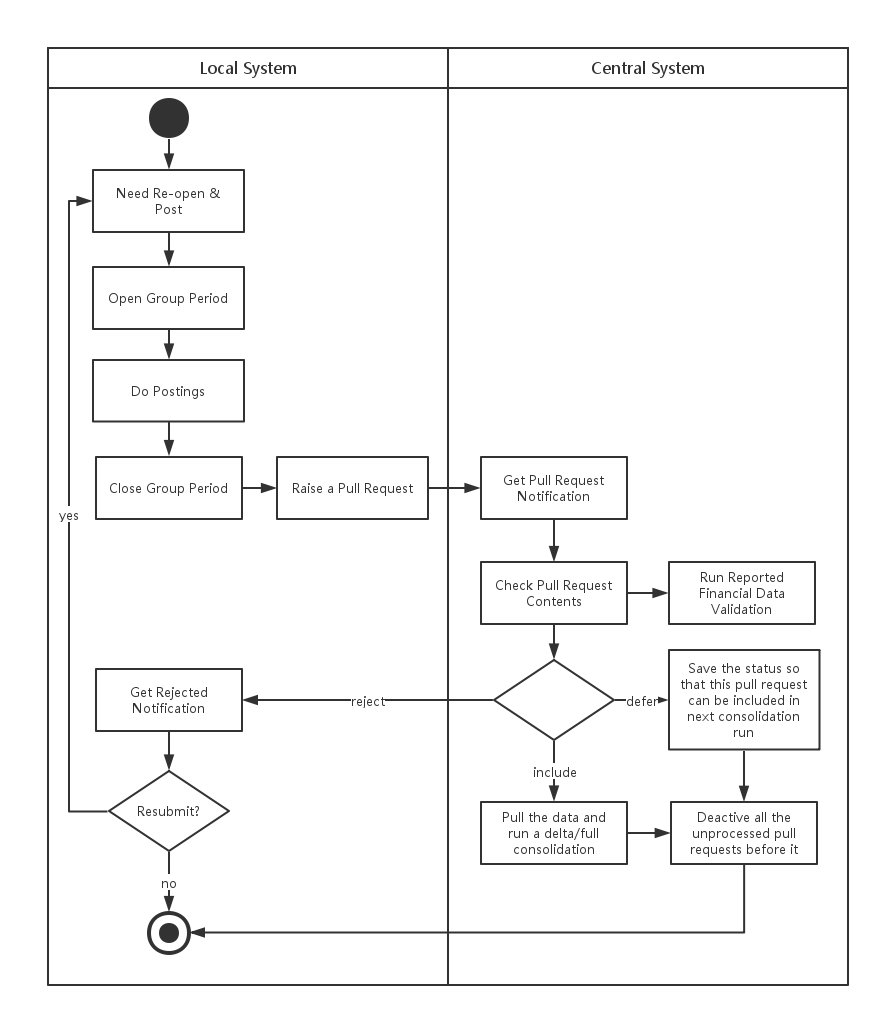 Local System
Central System
Need Re-open &
Post
Open Group Period
Do Postings
Close Group Period
Raise a Pull Request
Get Pull Request
Notification
yes
Check Pull Request
Contents
Run Reported
Financial Data
Validation
Get Rejected
Notification
reject
defer
Save the status so
that this pull request
can be included in
next consolidation
run
include
Resubmit?
Pull the data and
run a delta/full
consolidation
Deactive all the
unprocessed pull
requests before it
no